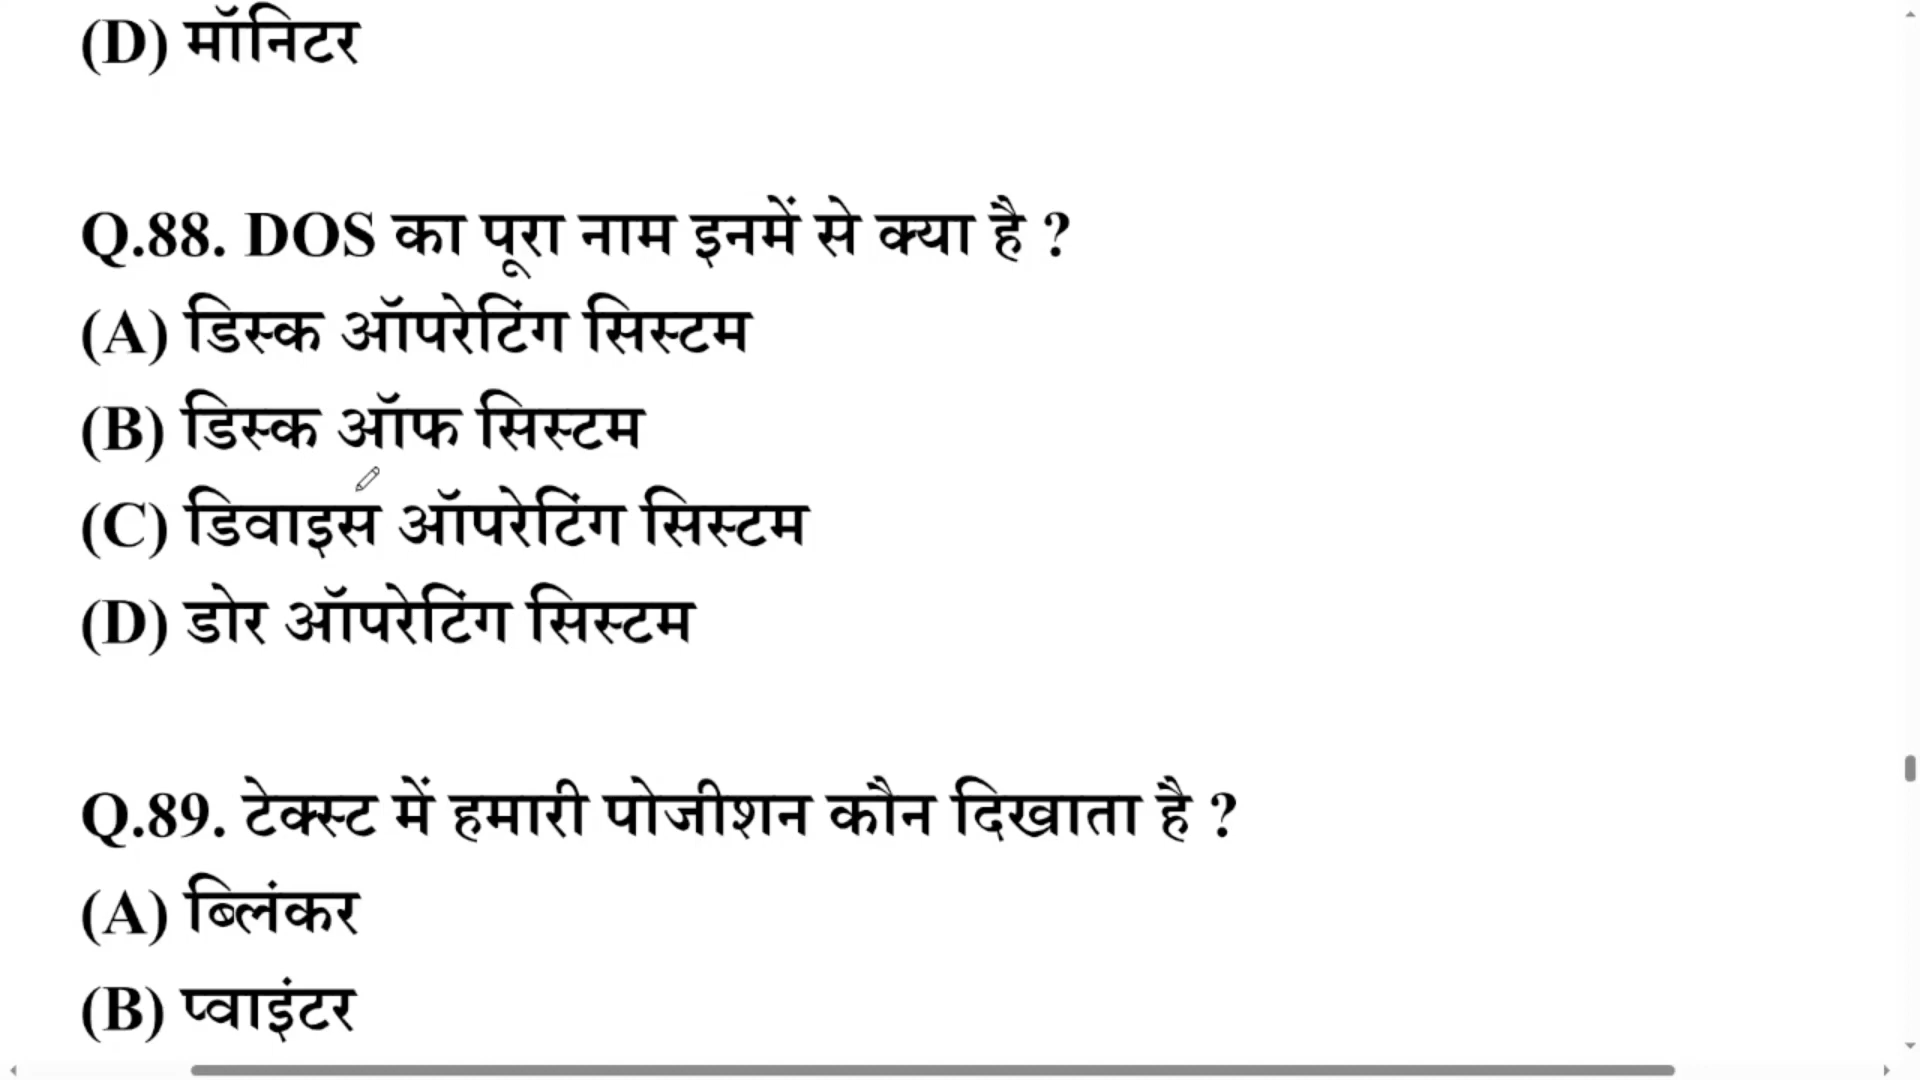 (D) मॉनिटर
Q.88. DOS का पूरा नाम इनमें से क्या है ?
(A) डिस्क ऑपरेटिंग सिस्टम
(B) डिस्क ऑफ सिस्टम
(C) डिवाइस ऑपरेटिंग सिस्टम
(D) डोर ऑपरेटिंग सिस्टम
Q.89. टेक्स्ट में हमारी पोजीशन कौन दिखाता है ?
(A) ब्लिंकर
(B) प्वाइंटर